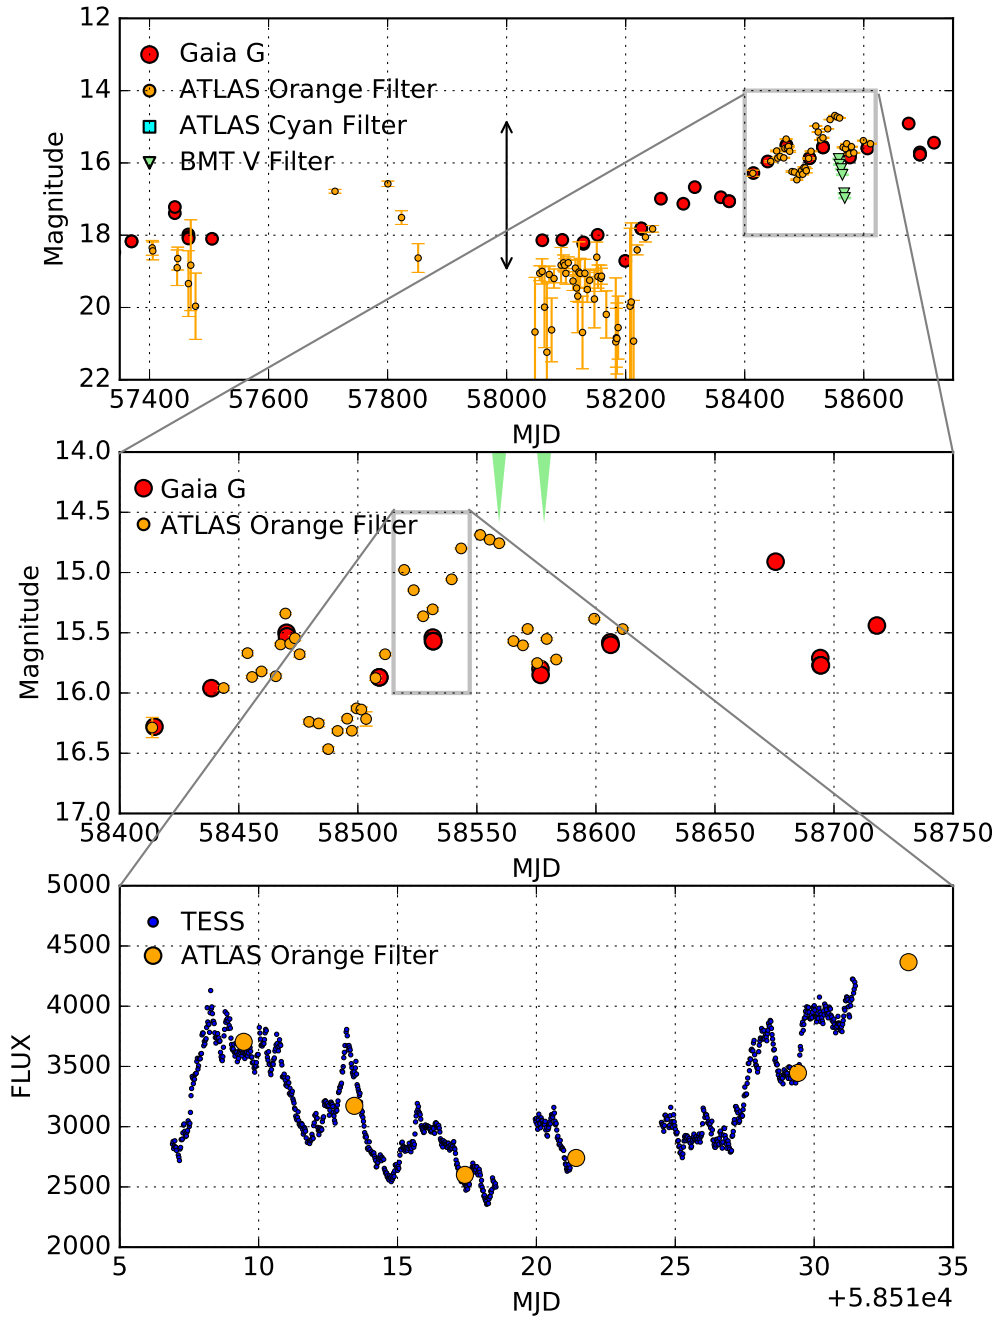 12
14
16
18
20
22
Magnitude
Gaia G
ATLAS Orange Filter
ATLAS Cyan Filter
BMT V Filter
57400 57600 57800 58000 58200 58400 58600
MJD
14.0
14.5
15.0
15.5
16.0
16.5
17.0
Magnitude
Gaia G
ATLAS Orange Filter
58400 58450 58500 58550 58600 58650 58700 58750
MJD
5000
4500
4000
3500
3000
2500
2000
FLUX
TESS
ATLAS Orange Filter
5 10 15 20 25 30 35
MJD
+5.851e4